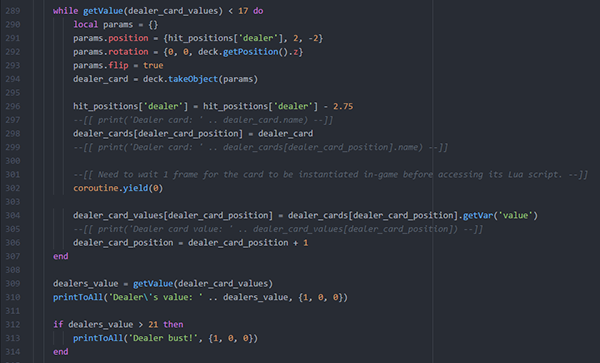 289 while getValue(dealer_card_values) < 17 do
290 local params = {}
291 params.position = {hit_positions['dealer'], 2, -2}
292 params.rotation = {0, 0, deck.getPosition().z}
293 params.flip = true
294 dealer_card = deck.takeObject(params)
295
296 hit_positions['dealer'] = hit_positions['dealer'] - 2.75
297 --[[ print('Dealer card: ' .. dealer_card.name) --]]
298 dealer_cards[dealer_card_position] = dealer_card
299 --[[ print('Dealer card: ' .. dealer_cards[dealer_card_position].name) --]]
300
301 --[[ Need to wait 1 frame for the card to be instantiated in-game before accessing its Lua script. --]]
302 coroutine.yield(0)
303
304 dealer_card_values[dealer_card_position] = dealer_cards[dealer_card_position].getVar('value')
305 --[[ print('Dealer card value: ' .. dealer_card_values[dealer_card_position]) --]]
306 dealer_card_position = dealer_card_position + 1
307 end
308
309 dealers_value = getValue(dealer_card_values)
310 printToAll('Dealer\'s value: ' .. dealers_value, {1, 0, 0})
311
312 if dealers_value > 21 then
313 printToAll('Dealer bust!', {1, 0, 0})
314 end